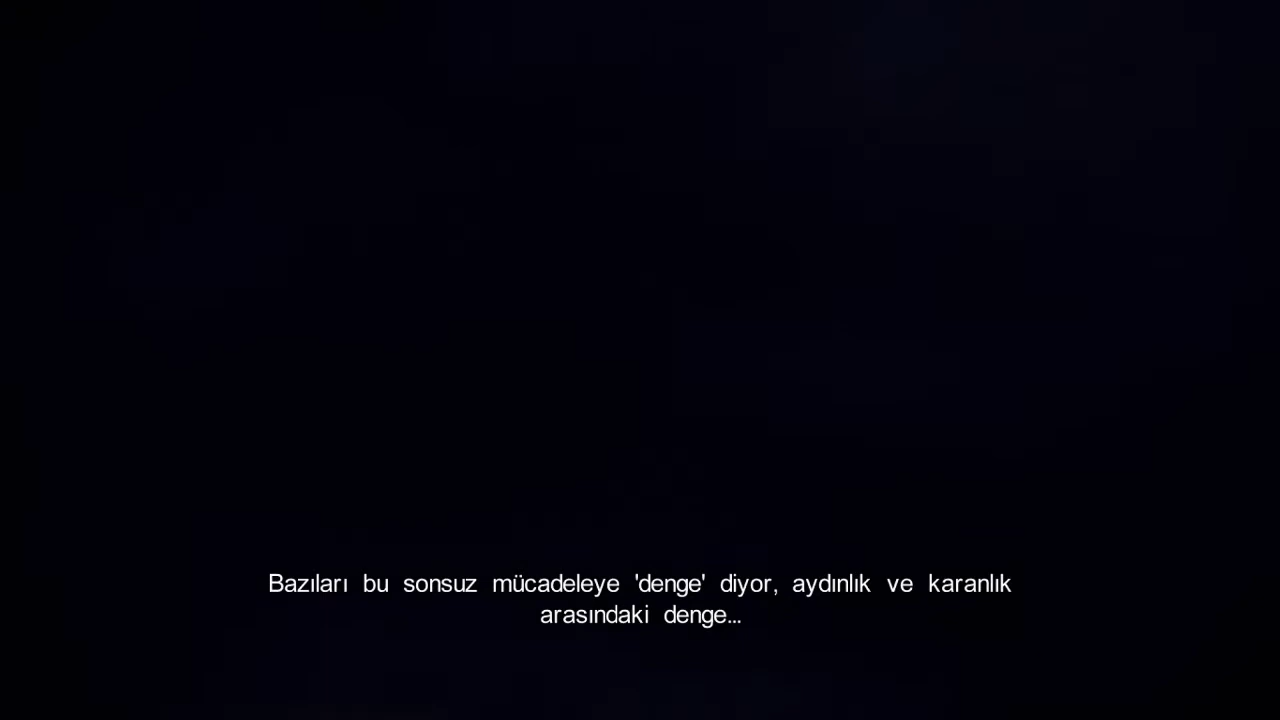 Bazıları bu sonsuz mücadeleye 'denge' diyor, aydınlık ve karanlık
arasındaki denge...